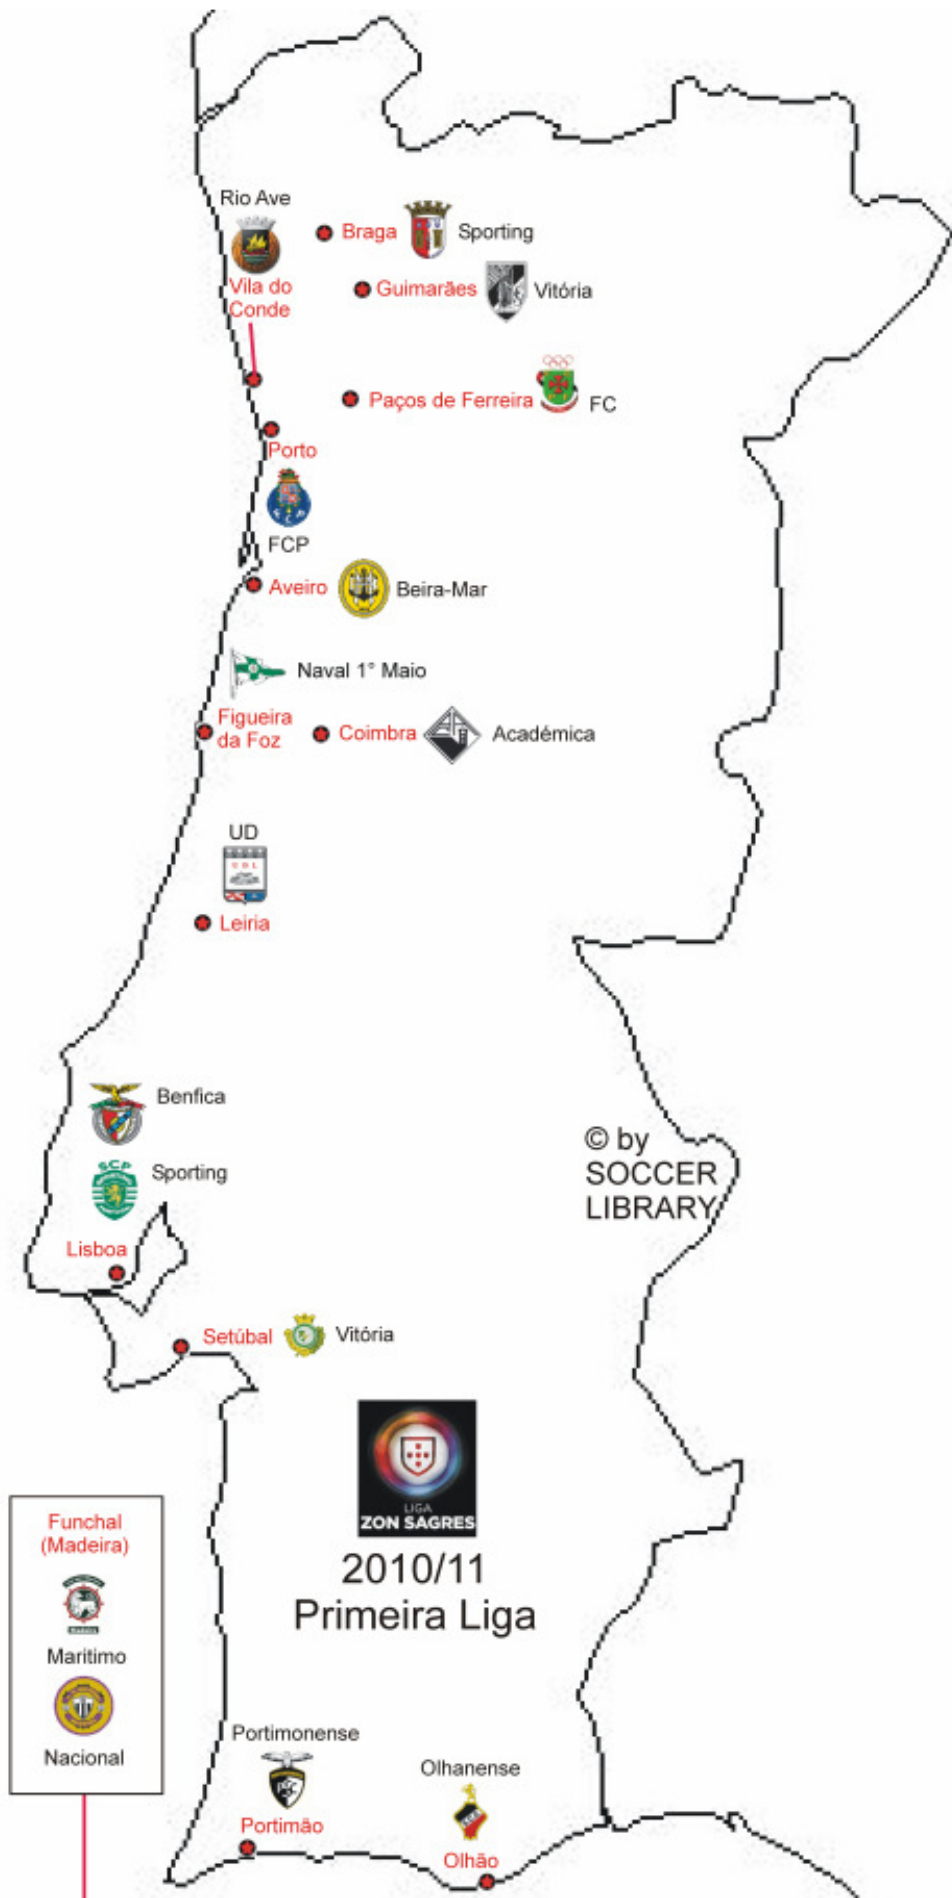 Rio Ave
Vila do
Conde
Braga
Sporting
Guimarães
Vitória
Paços de Ferreira
FC
Porto
FCP
Aveiro
Beira-Mar
Naval 1° Maio
Figueira
da Foz
Coimbra
Académica
UD
UDL
Leiria
Benfica
SCP
Sporting
Lisboa
© by
SOCCER
LIBRARY
Setúbal
Vitória
LIGA
ZON SAGRES
2010/11
Primeira Liga
Funchal
(Madeira)
Maritimo
Nacional
Portimonense
Portimão
Olhanense
Olhão